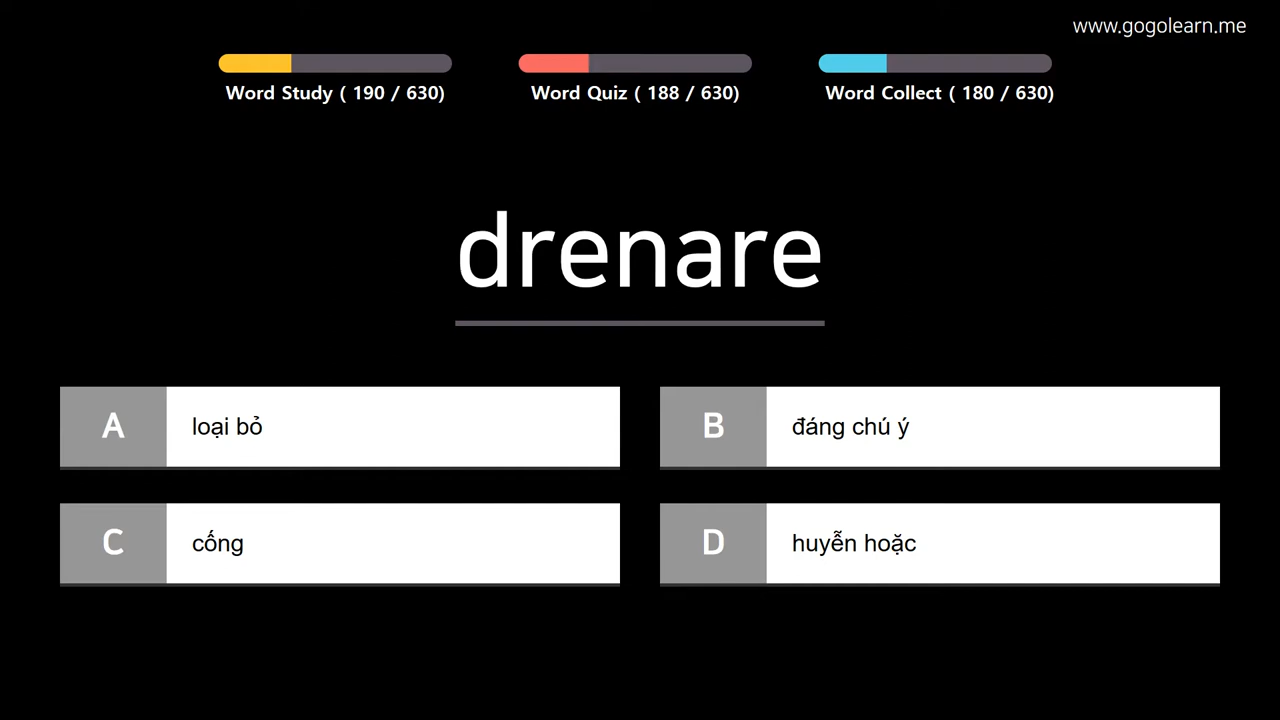 www.gogolearn.me
Word Study ( 190 / 630)
Word Quiz ( 188 / 630)
Word Collect ( 180 / 630)
drenare
A loại bỏ
B đáng chú ý
C cống
D huyễn hoặc